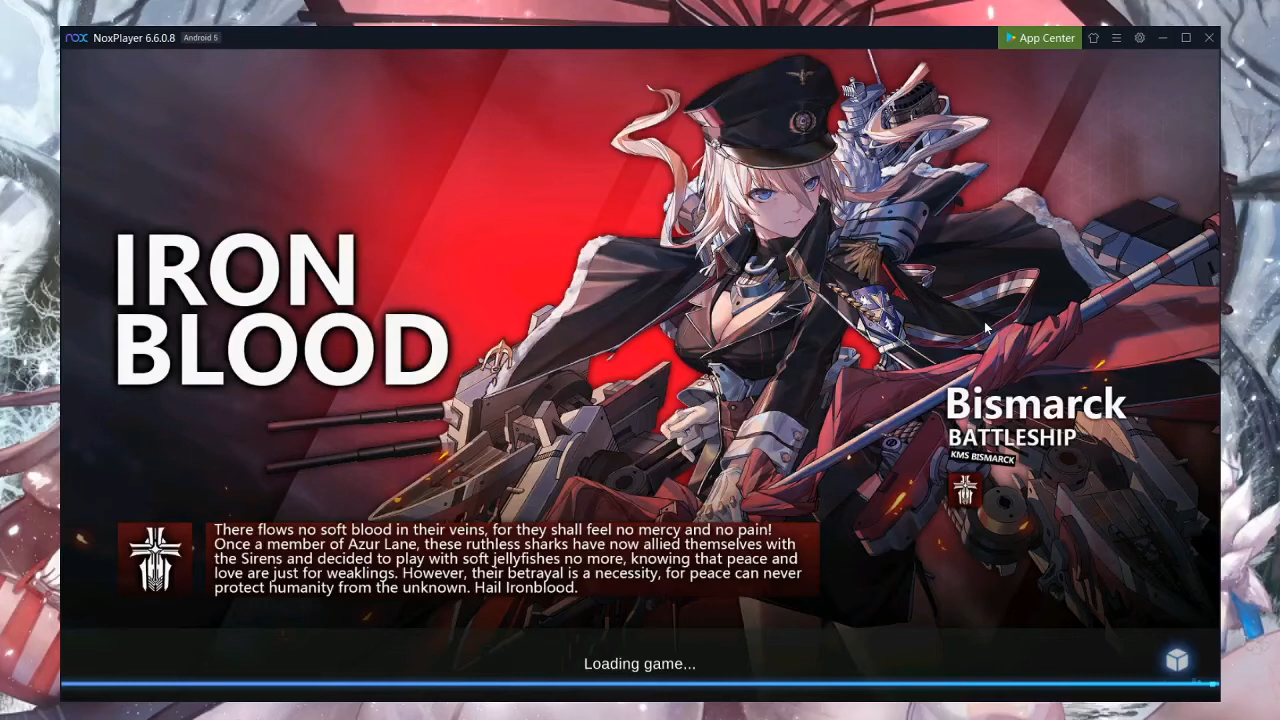 nox NoxPlayer 6.6.0.8 Android 5
App Center
IRON
BLOOD
Bismarck
BATTLESHIP
KMS BISMARCK
There flows no soft blood in their veins, for they shall feel no mercy and no pain!
Once a member of Azur Lane, these ruthless sharks have now allied themselves with
the Sirens and decided to play with soft jellyfishes no more, knowing that peace and
love are just for weaklings. However, their betrayal is a necessity, for peace can never
protect humanity from the unknown. Hail Ironblood.
Loading game...